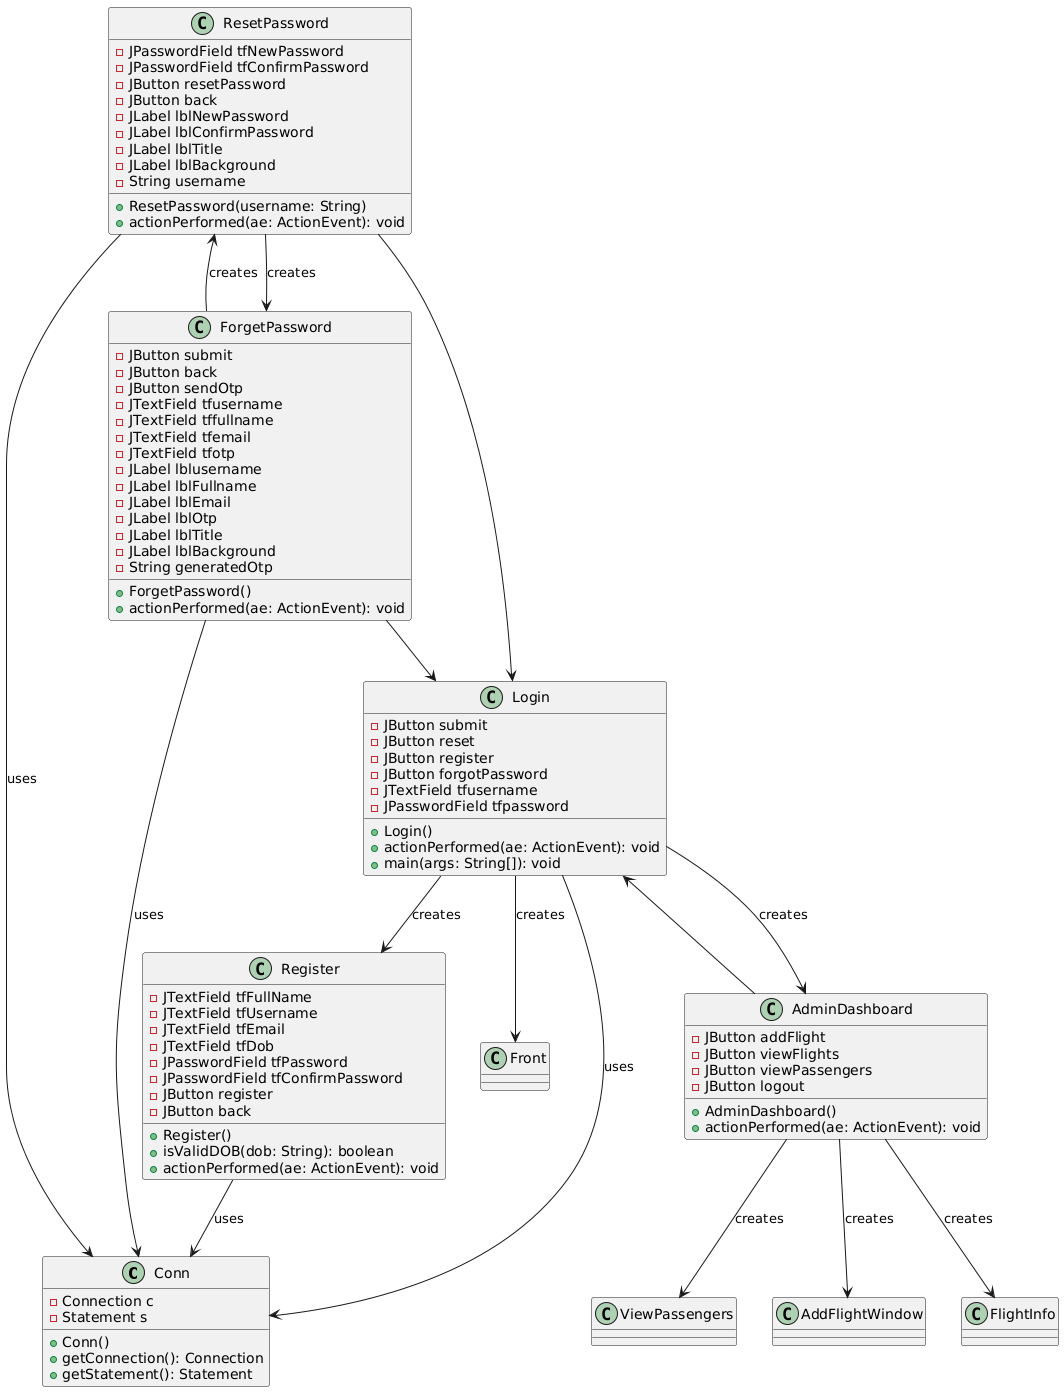 C ResetPassword
JPasswordField tfNewPassword
JPasswordField tfConfirmPassword
JButton resetPassword
JButton back
JLabel lblNewPassword
JLabel lblConfirmPassword
JLabel lblTitle
JLabel lblBackground
String username
ResetPassword(username: String)
actionPerformed(ae: ActionEvent): void
creates
creates
C ForgetPassword
JButton submit
JButton back
JButton sendOtp
JTextField tfusername
JTextField tffullname
JTextField tfemail
JTextField tfotp
JLabel lblusername
JLabel lblFullname
JLabel lblEmail
JLabel lblOtp
JLabel lblTitle
JLabel lblBackground
String generatedOtp
ForgetPassword()
actionPerformed(ae: ActionEvent): void
C Login
JButton submit
JButton reset
JButton register
JButton forgotPassword
JTextField tfusername
JPasswordField tfpassword
Login()
actionPerformed(ae: ActionEvent): void
main(args: String[]): void
uses
uses
creates
creates
creates
C Register
JTextField tfFullName
JTextField tfUsername
JTextField tfEmail
JTextField tfDob
JPasswordField tfPassword
JPasswordField tfConfirmPassword
JButton register
JButton back
Register()
isValidDOB(dob: String): boolean
actionPerformed(ae: ActionEvent): void
C Front
uses
C AdminDashboard
JButton addFlight
JButton viewFlights
JButton viewPassengers
JButton logout
AdminDashboard()
actionPerformed(ae: ActionEvent): void
uses
creates
creates
creates
C Conn
Connection c
Statement s
Conn()
getConnection(): Connection
getStatement(): Statement
C ViewPassengers
C AddFlightWindow
C FlightInfo